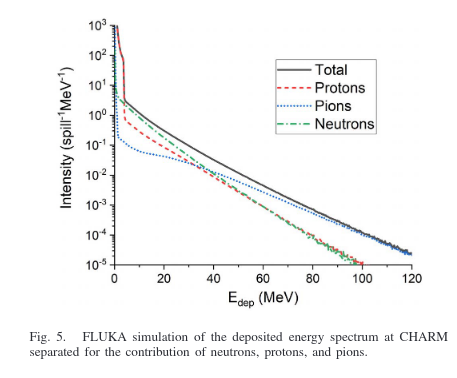 10³
10²
10¹
10⁰
10⁻¹
10⁻²
10⁻³
10⁻⁴
10⁻⁵
Intensity (spill⁻¹MeV⁻¹)
Total
Protons
Pions
Neutrons
0 20 40 60 80 100 120
E_dep (MeV)
Fig. 5. FLUKA simulation of the deposited energy spectrum at CHARM
separated for the contribution of neutrons, protons, and pions.